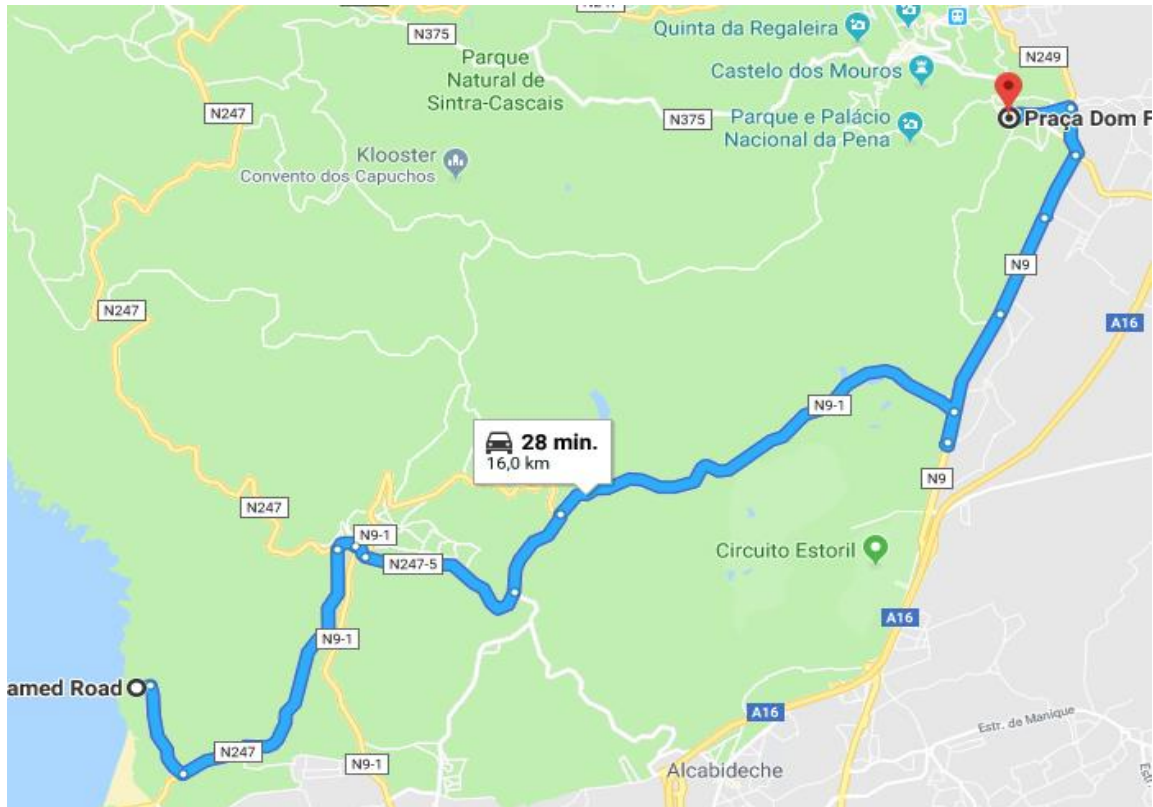 N375
Quinta da Regaleira
N249
Parque
Natural de
Sintra-Cascais
Castelo dos Mouros
N247
N375
Parque e Palácio
Nacional da Pena
Praça Dom F
Klooster
Convento dos Capuchos
N9
N247
A16
N9-1
28 min.
16,0 km
N9
N247
N9-1
N247-5
Circuito Estoril
A16
N9-1
amed Road
A16
Estr. de Manique
N247
N9-1
Alcabideche